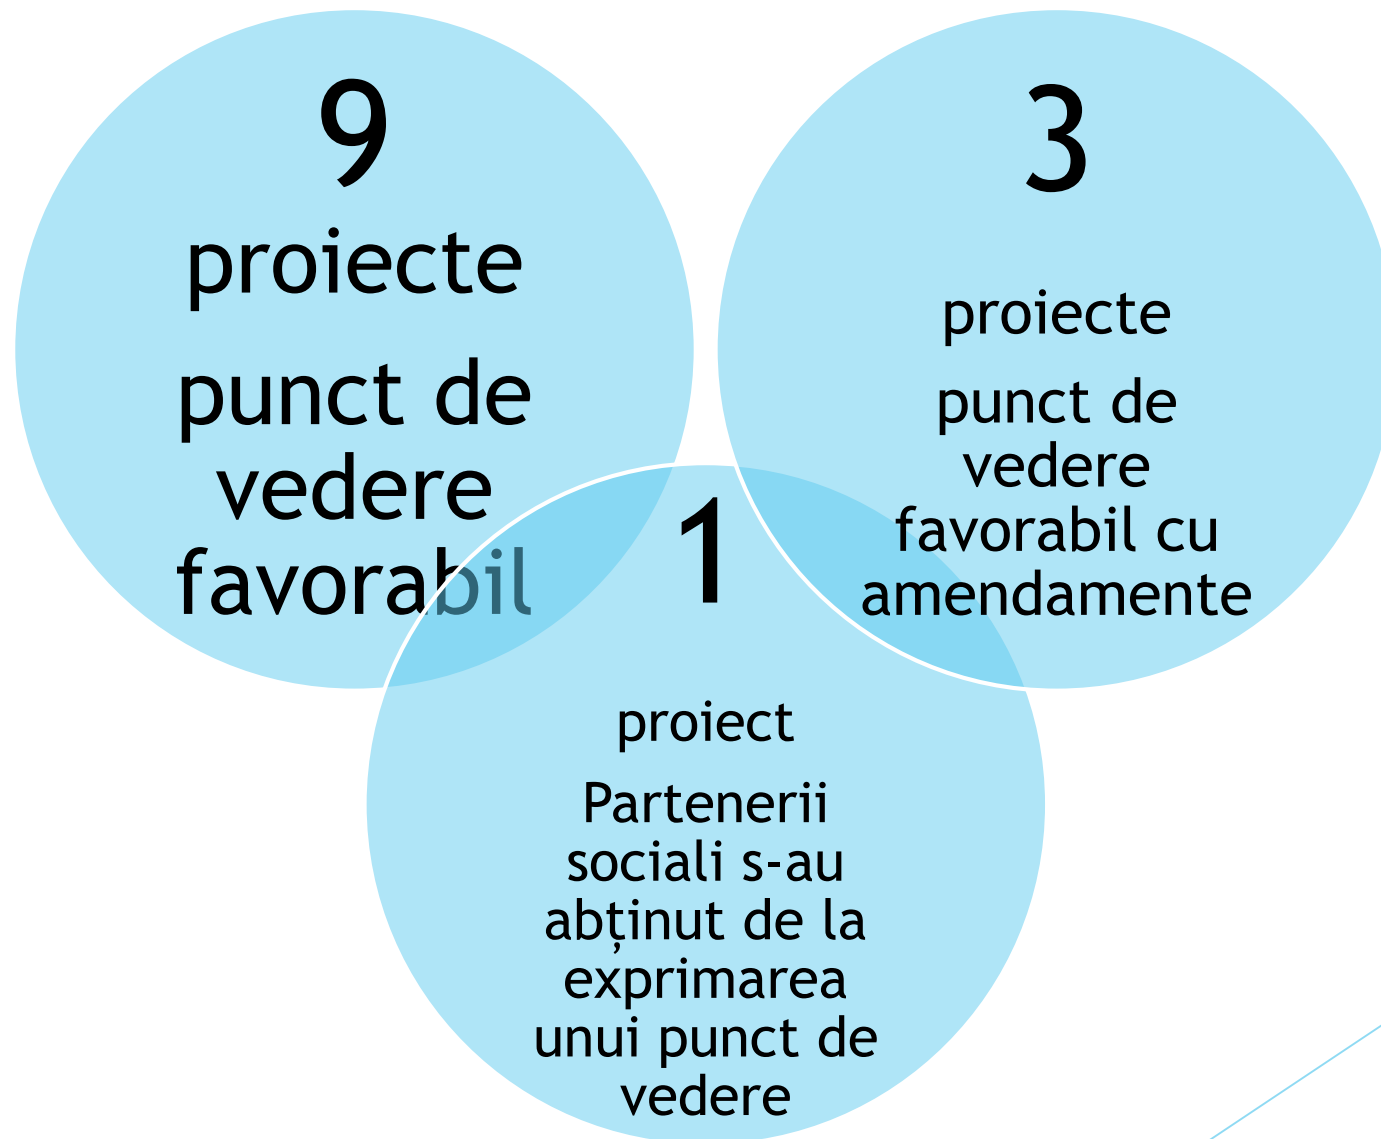 9
proiecte
punct de
vedere
favorabil
3
proiecte
punct de
vedere
favorabil cu
amendamente
1
proiect
Partenerii
sociali s-au
abținut de la
exprimarea
unui punct de
vedere